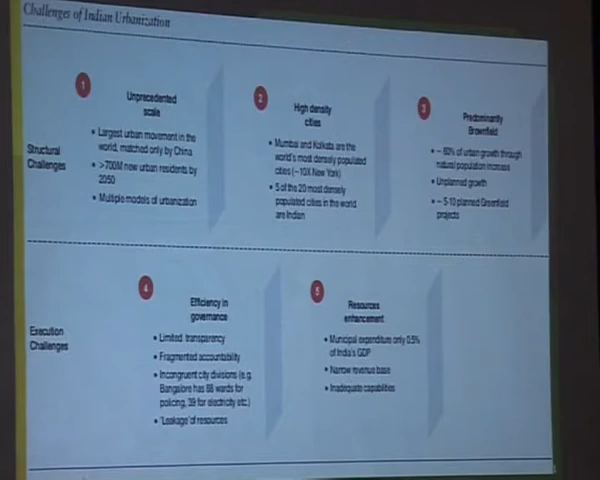 Challenges of Indian Urbanization
1
Unprecedented
scale
• Largest urban movement in the
world, matched only by China
• >700M new urban residents by
2050
• Multiple models of urbanization
2
High density
cities
• Mumbai and Kolkata are the
world's most densely populated
cities (~10X New York)
• 5 of the 20 most densely
populated cities in the world
are Indian
3
Predominantly
Brownfield
• ~ 60% of urban growth through
natural population increase
• Unplanned growth
• ~ 5-10 planned Greenfield
projects
Structural
Challenges
4
Efficiency in
governance
• Limited transparency
• Fragmented accountability
• Incongruent city divisions (e.g.
Bangalore has 88 wards for
policing, 39 for electricity etc.)
• 'Leakage' of resources
5
Resources
enhancement
• Municipal expenditure only 0.5%
of India's GDP
• Narrow revenue base
• Inadequate capabilities
Execution
Challenges